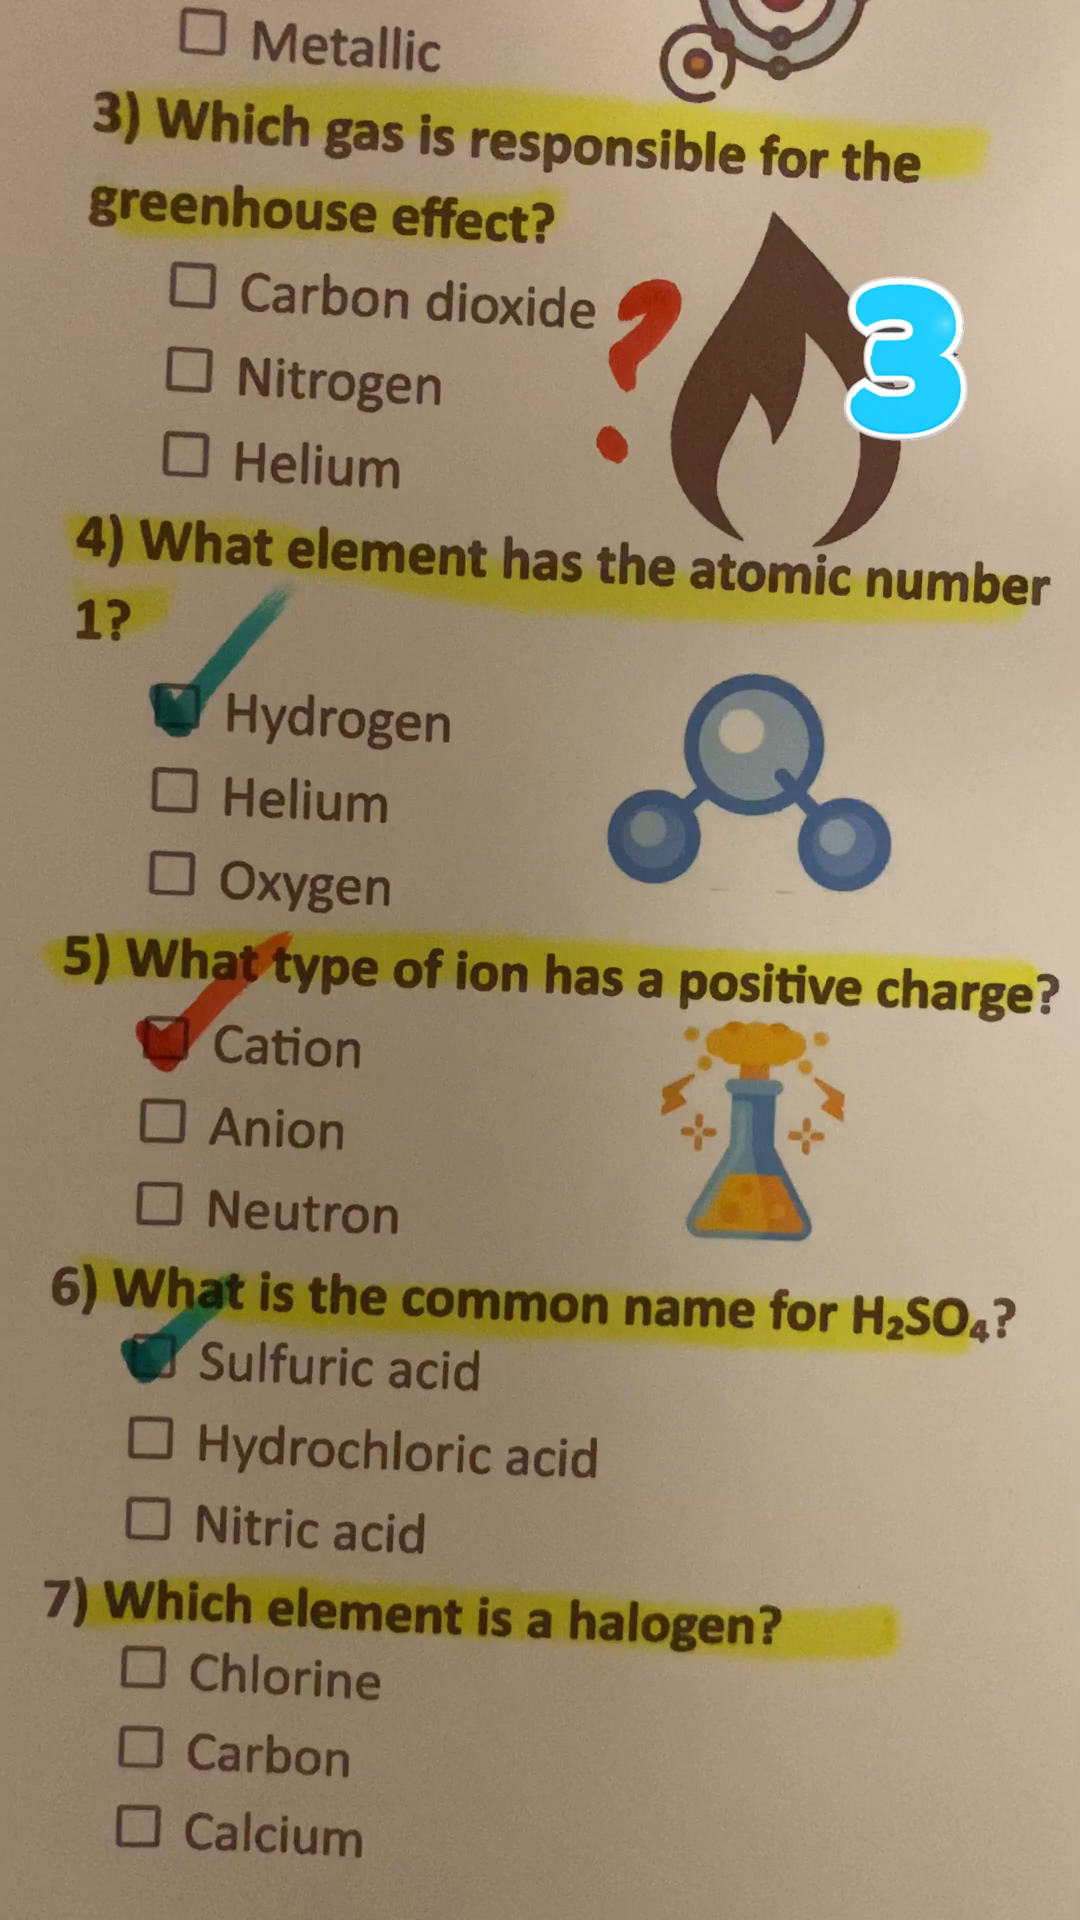 Metallic
3) Which gas is responsible for the
greenhouse effect?
Carbon dioxide ?
Nitrogen
Helium
3
4) What element has the atomic number
1?
Hydrogen
Helium
Oxygen
5) What type of ion has a positive charge?
Cation
Anion
Neutron
6) What is the common name for H₂SO₄?
Sulfuric acid
Hydrochloric acid
Nitric acid
7) Which element is a halogen?
Chlorine
Carbon
Calcium